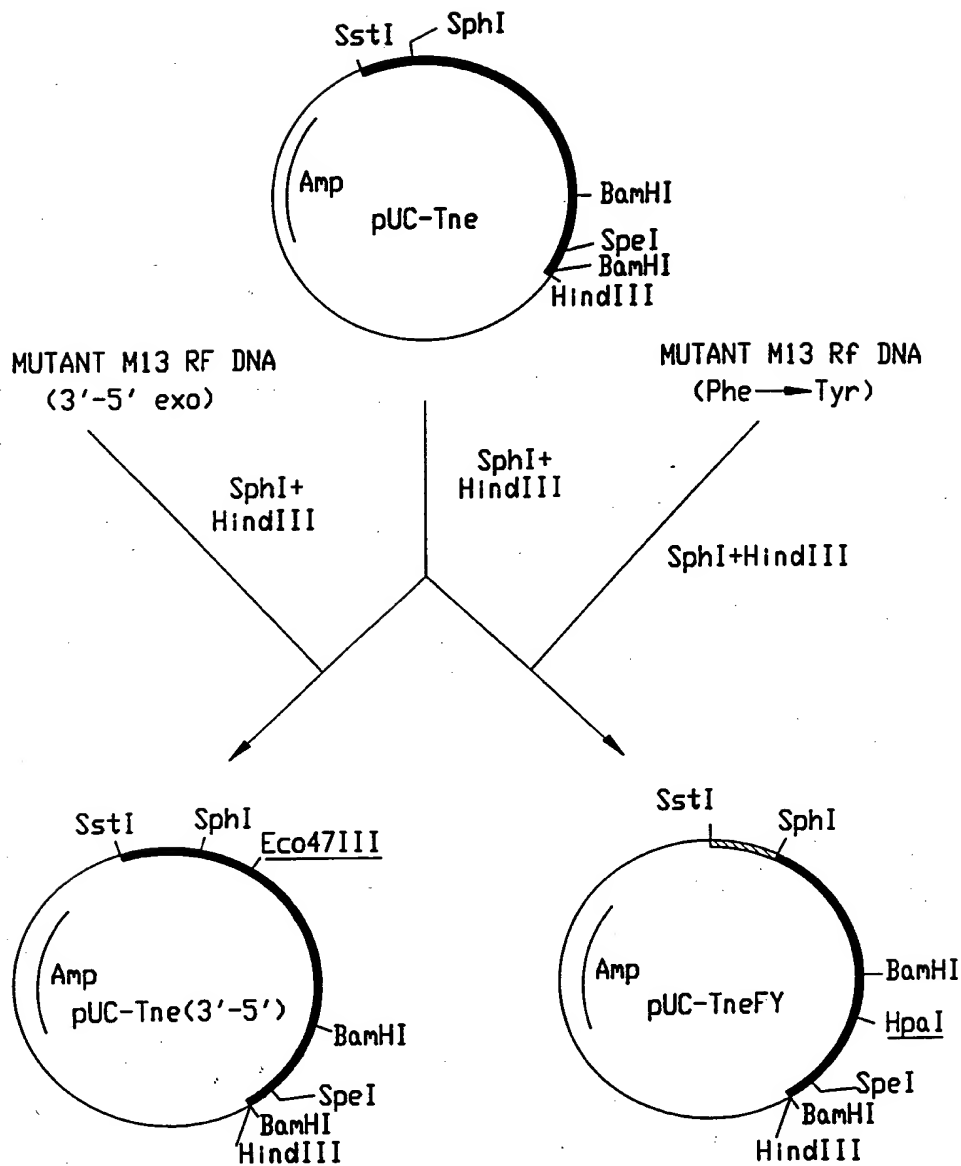 SstI
SphI
Amp
pUC-Tne
BamHI
SpeI
BamHI
HindIII
MUTANT M13 RF DNA
(3'-5' exo)
MUTANT M13 Rf DNA
(Phe→Tyr)
SphI+
HindIII
SphI+
HindIII
SphI+HindIII
SstI
SphI
Eco47III
Amp
pUC-Tne(3'-5')
BamHI
SpeI
BamHI
HindIII
SstI
SphI
Amp
pUC-TneFY
BamHI
HpaI
SpeI
BamHI
HindIII